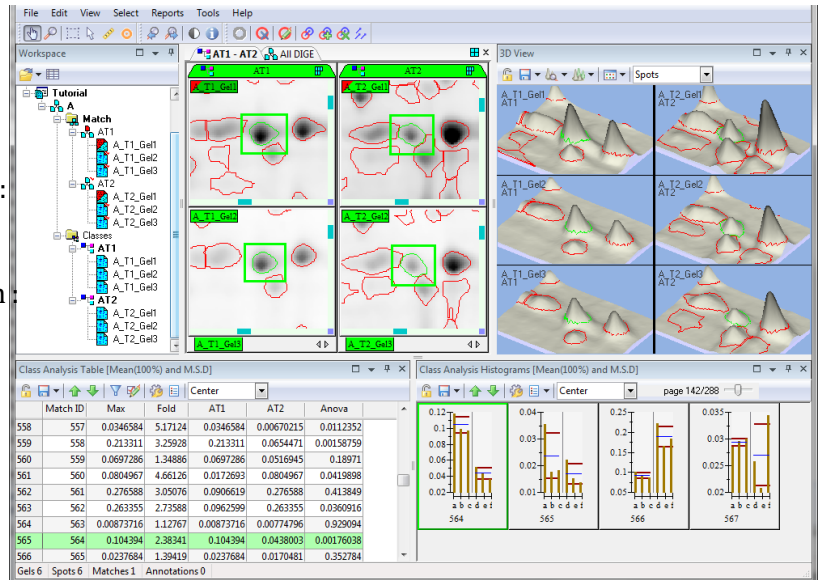 File Edit View Select Reports Tools Help
Workspace
AT1 - AT2 All DIGE
3D View
Spots
Tutorial
A
Match
AT1
A_T1_Gel1
A_T1_Gel2
A_T1_Gel3
AT2
A_T2_Gel1
A_T2_Gel2
A_T2_Gel3
Classes
AT1
A_T1_Gel1
A_T1_Gel2
A_T1_Gel3
AT2
A_T2_Gel1
A_T2_Gel2
A_T2_Gel3
:
n :
AT1 AT2
A_T1_Gel1 A_T2_Gel1
A_T1_Gel2 A_T2_Gel2
A_T1_Gel3 A_T2_Gel3
A_T1_Gel1 A_T2_Gel1
AT1 AT2
A_T1_Gel2 A_T2_Gel2
AT1 AT2
A_T1_Gel3 A_T2_Gel3
AT1 AT2
Class Analysis Table [Mean(100%) and M.S.D]
Center
Match ID Max Fold AT1 AT2 Anova
558 557 0.0346584 5.17124 0.0346584 0.00670215 0.0112352
559 558 0.213311 3.25928 0.213311 0.0654471 0.00158759
560 559 0.0697286 1.34886 0.0697286 0.0516945 0.18971
561 560 0.0804967 4.66126 0.0172693 0.0804967 0.0419898
562 561 0.276588 3.05076 0.0906619 0.276588 0.413849
563 562 0.263355 2.73588 0.0962599 0.263355 0.0360916
564 563 0.00873716 1.12767 0.00873716 0.00774796 0.929094
565 564 0.104394 2.38341 0.104394 0.0438003 0.00176038
566 565 0.0237684 1.39419 0.0237684 0.0170481 0.352784
Class Analysis Histograms [Mean(100%) and M.S.D]
Center page 142/288
0.12 0.1 0.08 0.06 0.04 0.02
a b c d e f
564
0.04 0.03 0.02 0.01
a b c d e f
565
0.25 0.2 0.15 0.1 0.05
a b c d e f
566
0.035 0.03 0.025 0.02
a b c d e f
567
Gels 6 Spots 6 Matches 1 Annotations 0